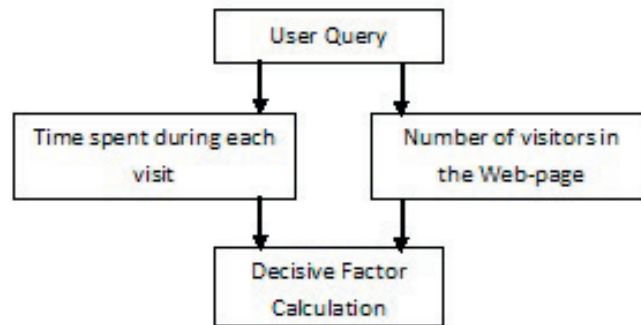 User Query
Time spent during each
visit
Number of visitors in
the Web-page
Decisive Factor
Calculation